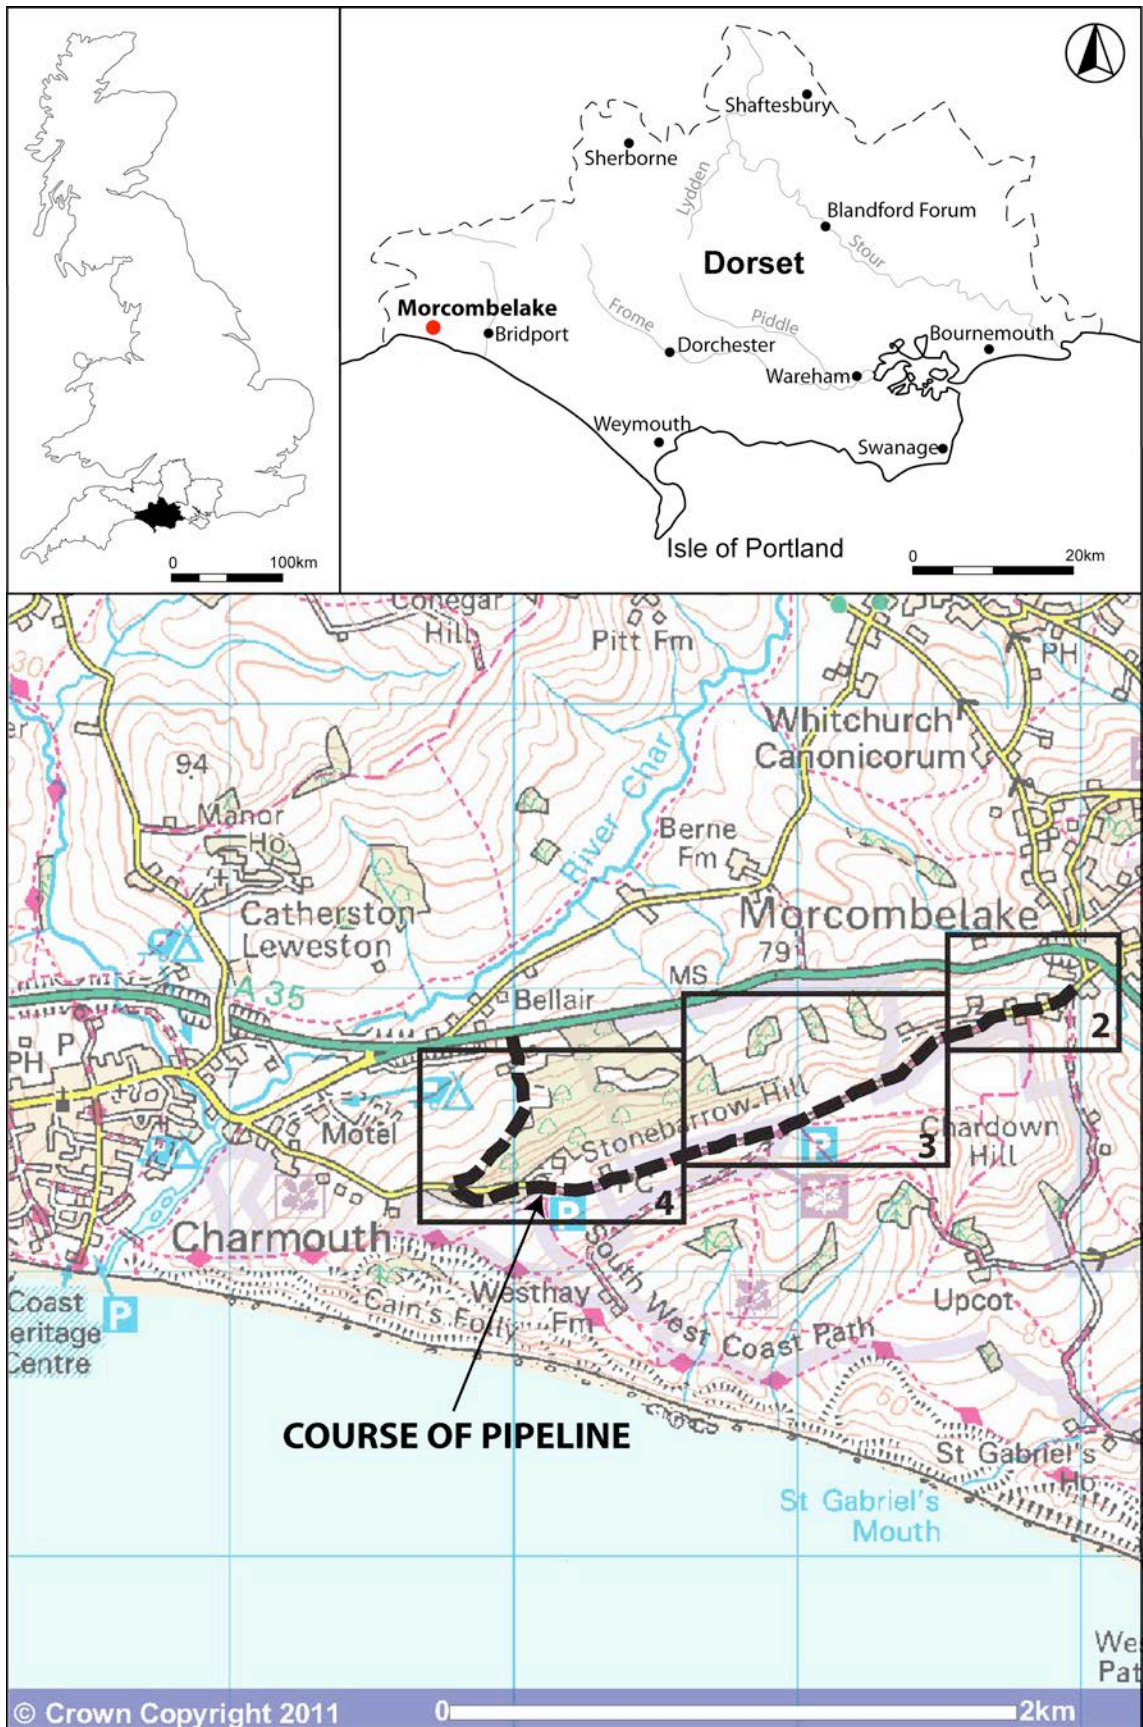 0
100km
Shaftesbury
Sherborne
Lydden
Blandford Forum
Stour
Dorset
Morcombelake
Bridport
Frome
Piddle
Dorchester
Bournemouth
Wareham
Weymouth
Swanage
Isle of Portland
0
20km
Conegar
Hill
Pitt Fm
PH
Whitchurch
Canonicorum
River Char
94
Manor
Ho
Berne
Fm
Catherston
Leweston
Morcombelake
79
MS
A 35
Bellair
PH
P
2
Motel
Stonebarrow Hill
P
Chardown
Hill
3
4
P
Charmouth
South West Coast Path
Westhay
Fm
Cain's Folly
Upcot
P
Coast
eritage
Centre
COURSE OF PIPELINE
St Gabriel's
Ho
St Gabriel's
Mouth
Wes
Pat
© Crown Copyright 2011
0
2km